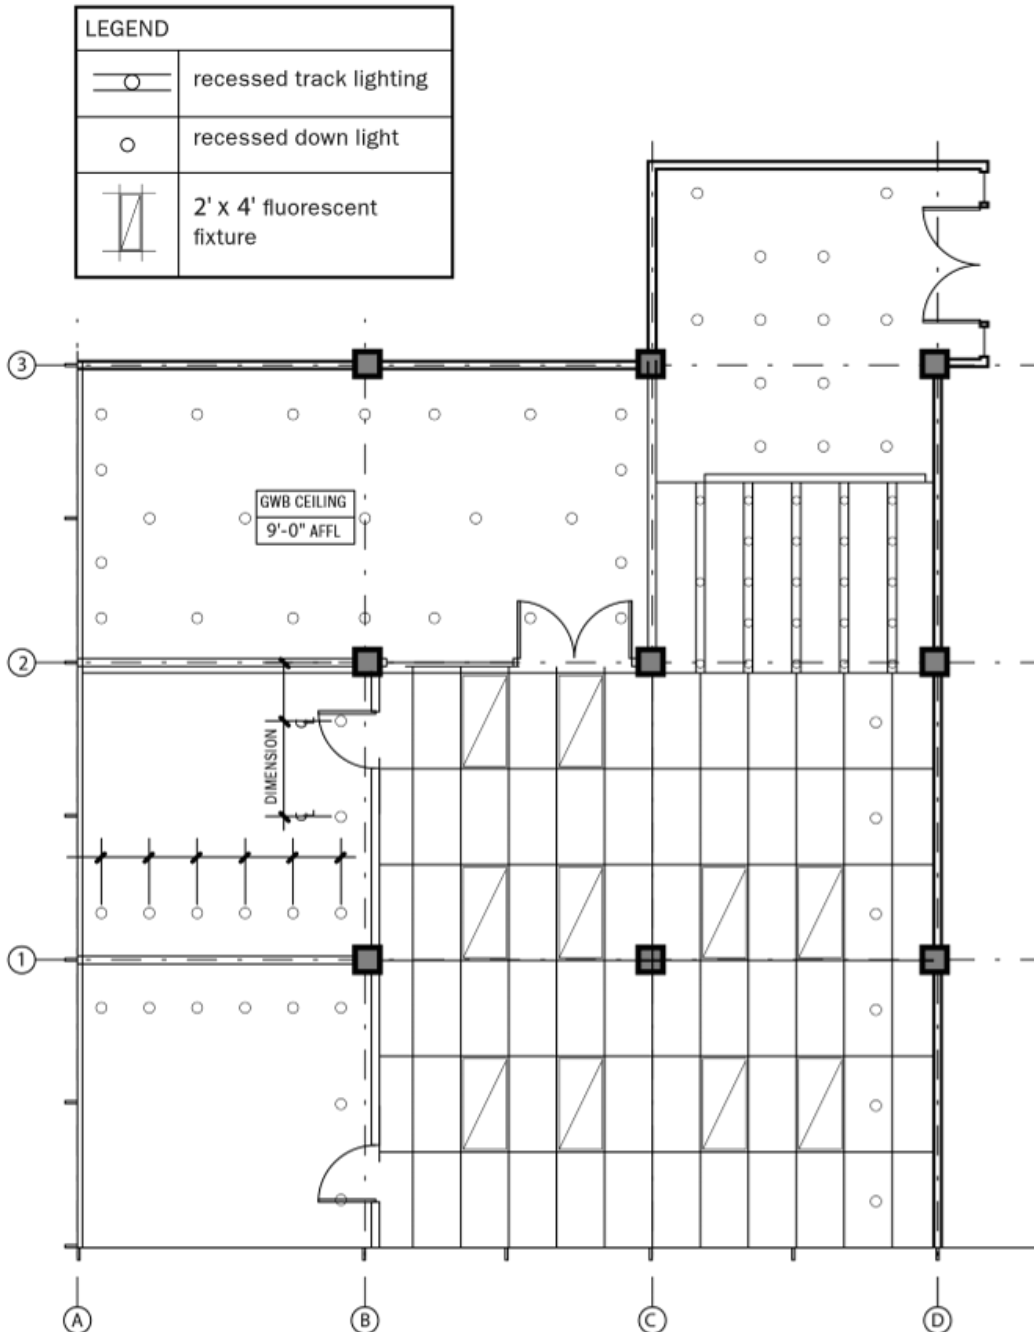 LEGEND
recessed track lighting
recessed down light
2' x 4' fluorescent
fixture
3
GWB CEILING
9'-0" AFFL
2
DIMENSION
1
A
B
C
D